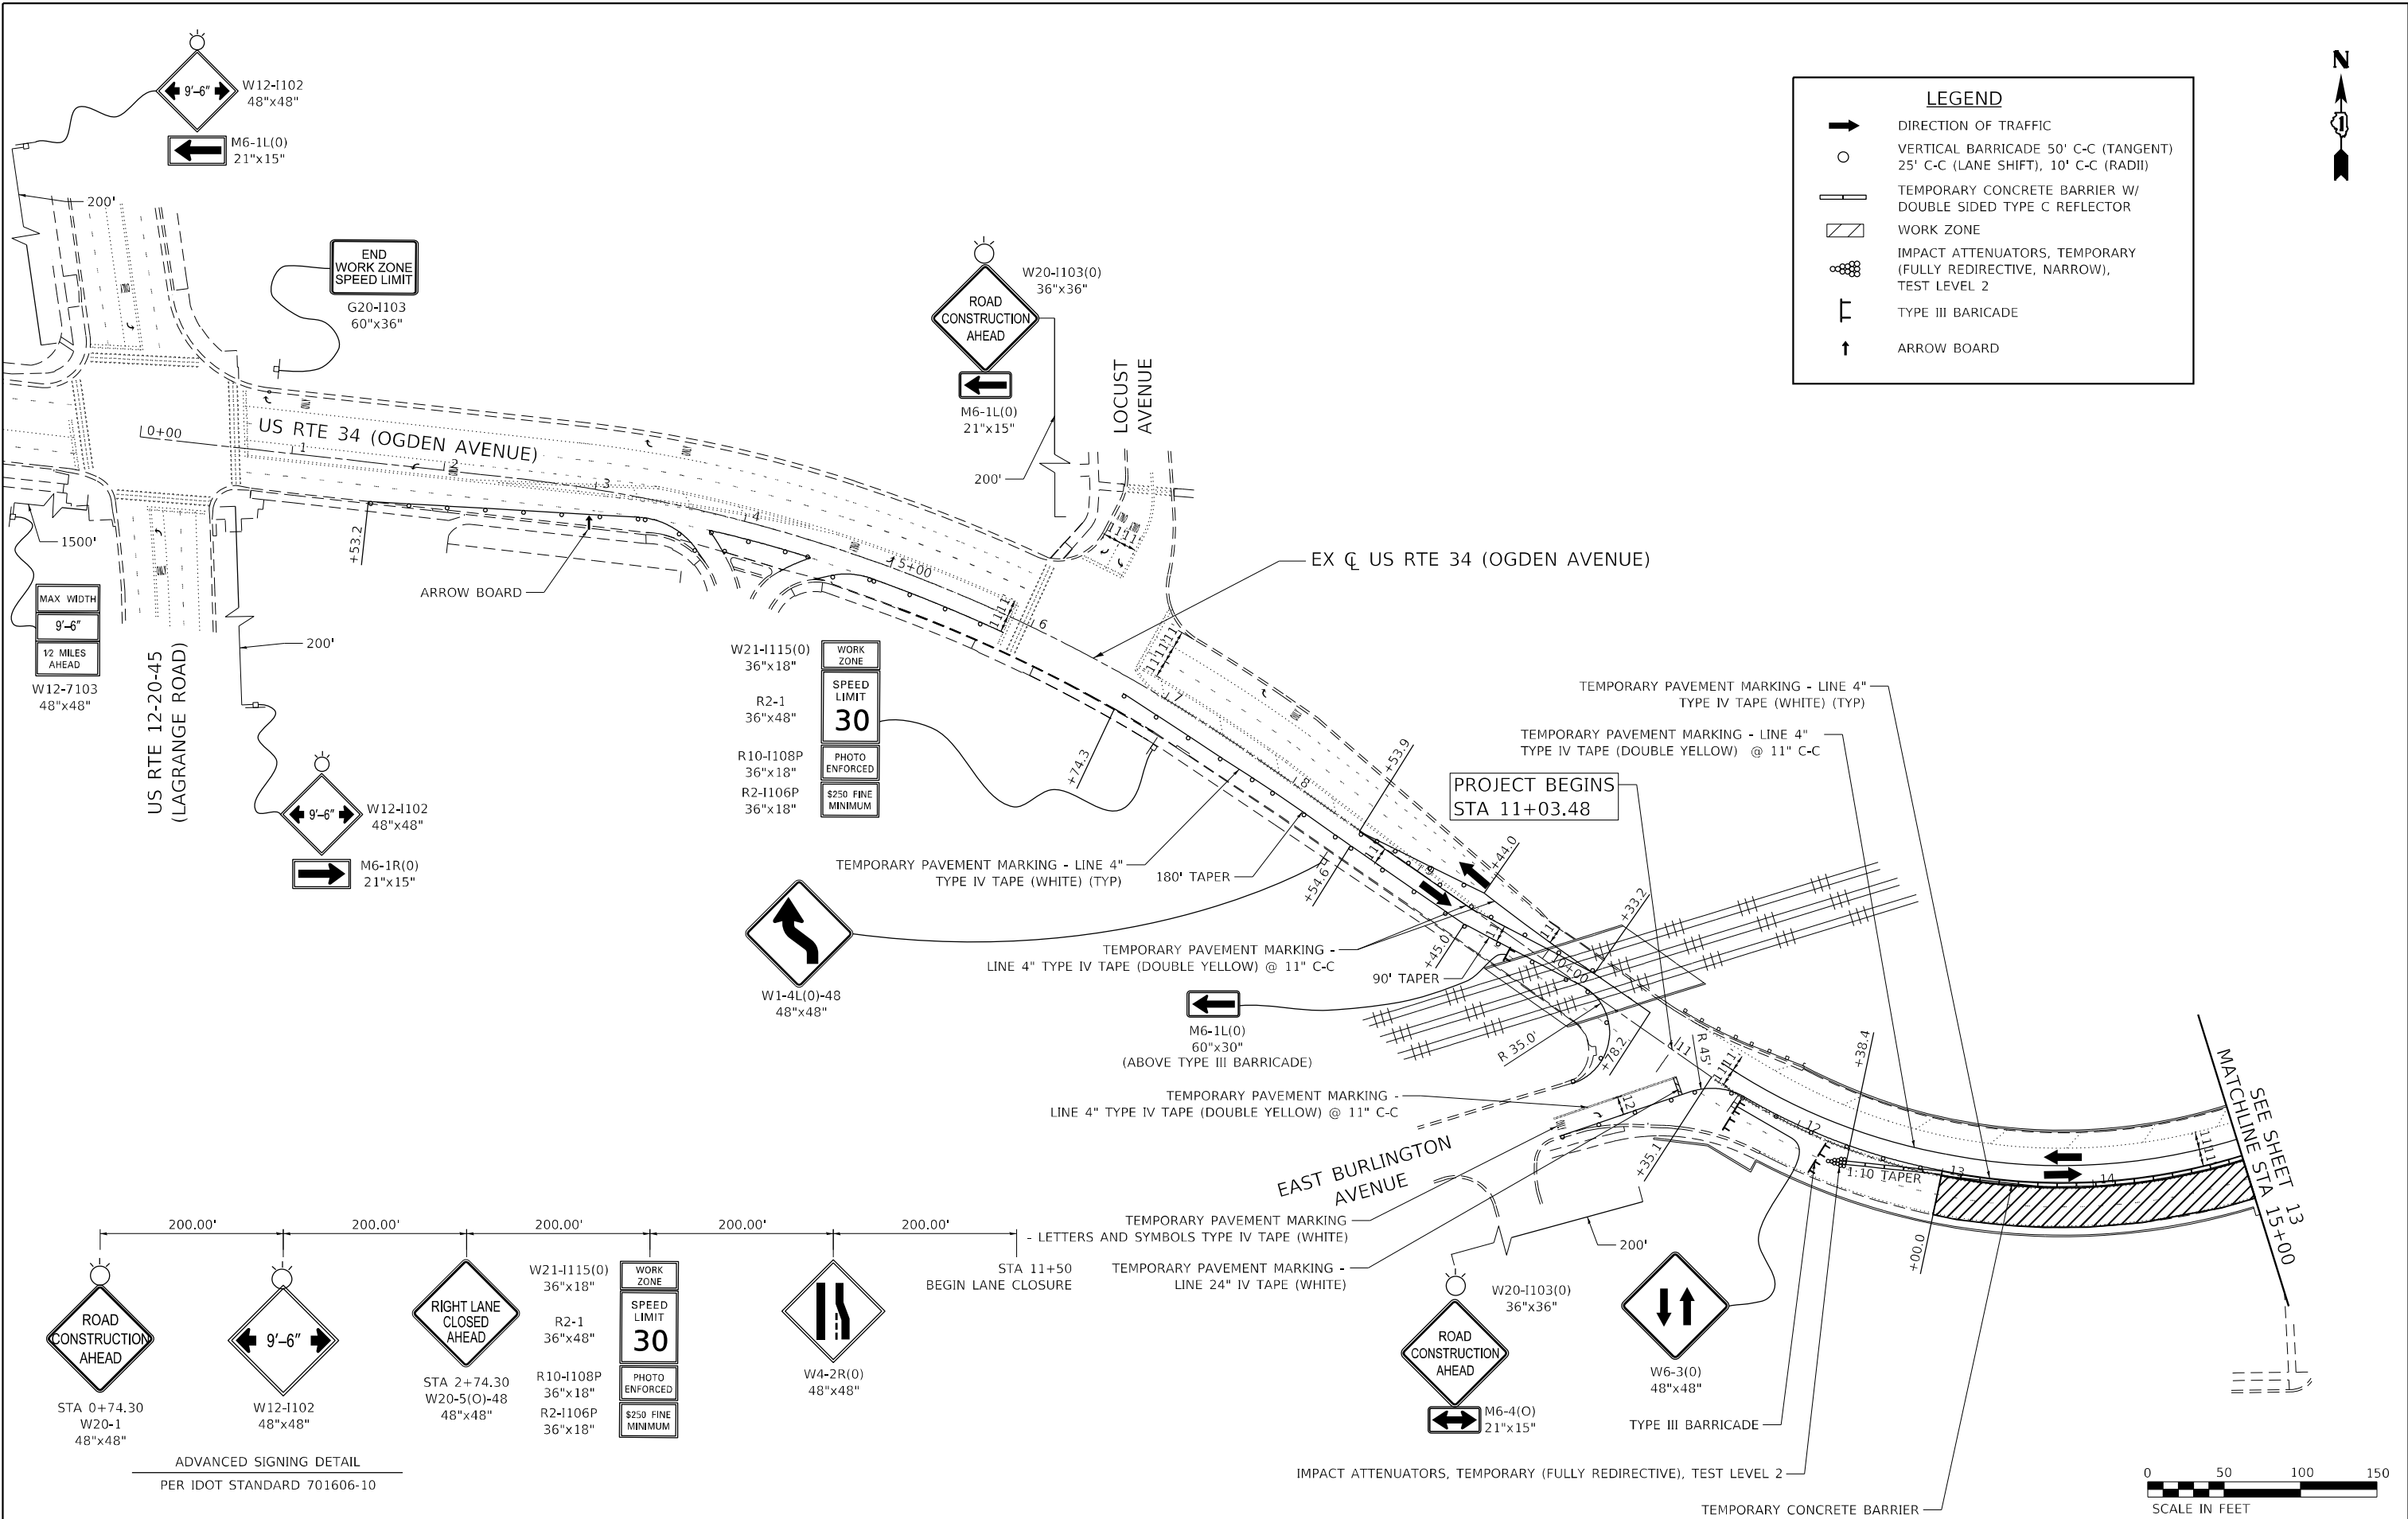 W12-I102
48"x48"
9'-6"
M6-1L(0)
21"x15"
200'
END
WORK ZONE
SPEED LIMIT
G20-I103
60"x36"
W20-I103(0)
36"x36"
ROAD
CONSTRUCTION
AHEAD
M6-1L(0)
21"x15"
200'
LOCUST
AVENUE
LEGEND
DIRECTION OF TRAFFIC
VERTICAL BARRICADE 50' C-C (TANGENT)
25' C-C (LANE SHIFT), 10' C-C (RADII)
TEMPORARY CONCRETE BARRIER W/
DOUBLE SIDED TYPE C REFLECTOR
WORK ZONE
IMPACT ATTENUATORS, TEMPORARY
(FULLY REDIRECTIVE, NARROW),
TEST LEVEL 2
TYPE III BARICADE
ARROW BOARD
N
0+00
US RTE 34 (OGDEN AVENUE)
1
2
3
4
5+00
6
7
8
9
10+00
11
12
13
14
1500'
+53.2
ARROW BOARD
MAX WIDTH
9'-6"
1/2 MILES
AHEAD
W12-7103
48"x48"
US RTE 12-20-45
(LAGRANGE ROAD)
200'
9'-6"
W12-I102
48"x48"
M6-1R(0)
21"x15"
EX ℄ US RTE 34 (OGDEN AVENUE)
W21-I115(0)
36"x18"
WORK
ZONE
R2-1
36"x48"
SPEED
LIMIT
30
R10-I108P
36"x18"
PHOTO
ENFORCED
R2-I106P
36"x18"
$250 FINE
MINIMUM
+74.3
+53.9
TEMPORARY PAVEMENT MARKING - LINE 4"
TYPE IV TAPE (WHITE) (TYP)
TEMPORARY PAVEMENT MARKING - LINE 4"
TYPE IV TAPE (DOUBLE YELLOW) @ 11" C-C
PROJECT BEGINS
STA 11+03.48
TEMPORARY PAVEMENT MARKING - LINE 4"
TYPE IV TAPE (WHITE) (TYP)
180' TAPER
+54.6
+44.0
+33.2
W1-4L(0)-48
48"x48"
TEMPORARY PAVEMENT MARKING -
LINE 4" TYPE IV TAPE (DOUBLE YELLOW) @ 11" C-C
+45.0
90' TAPER
M6-1L(0)
60"x30"
(ABOVE TYPE III BARRICADE)
R 35.0'
+78.2
R 45'
+38.4
TEMPORARY PAVEMENT MARKING -
LINE 4" TYPE IV TAPE (DOUBLE YELLOW) @ 11" C-C
12
EAST BURLINGTON
AVENUE
+35.1
1:10 TAPER
+00.0
SEE SHEET 13
MATCHLINE STA 15+00
TEMPORARY PAVEMENT MARKING
- LETTERS AND SYMBOLS TYPE IV TAPE (WHITE)
TEMPORARY PAVEMENT MARKING -
LINE 24" IV TAPE (WHITE)
200'
200.00'
200.00'
200.00'
200.00'
200.00'
STA 11+50
BEGIN LANE CLOSURE
ROAD
CONSTRUCTION
AHEAD
STA 0+74.30
W20-1
48"x48"
9'-6"
W12-I102
48"x48"
RIGHT LANE
CLOSED
AHEAD
STA 2+74.30
W20-5(O)-48
48"x48"
W21-I115(0)
36"x18"
WORK
ZONE
R2-1
36"x48"
SPEED
LIMIT
30
R10-I108P
36"x18"
PHOTO
ENFORCED
R2-I106P
36"x18"
$250 FINE
MINIMUM
W4-2R(0)
48"x48"
W20-I103(0)
36"x36"
ROAD
CONSTRUCTION
AHEAD
M6-4(O)
21"x15"
W6-3(0)
48"x48"
TYPE III BARRICADE
IMPACT ATTENUATORS, TEMPORARY (FULLY REDIRECTIVE), TEST LEVEL 2
TEMPORARY CONCRETE BARRIER
ADVANCED SIGNING DETAIL
PER IDOT STANDARD 701606-10
0 50 100 150
SCALE IN FEET